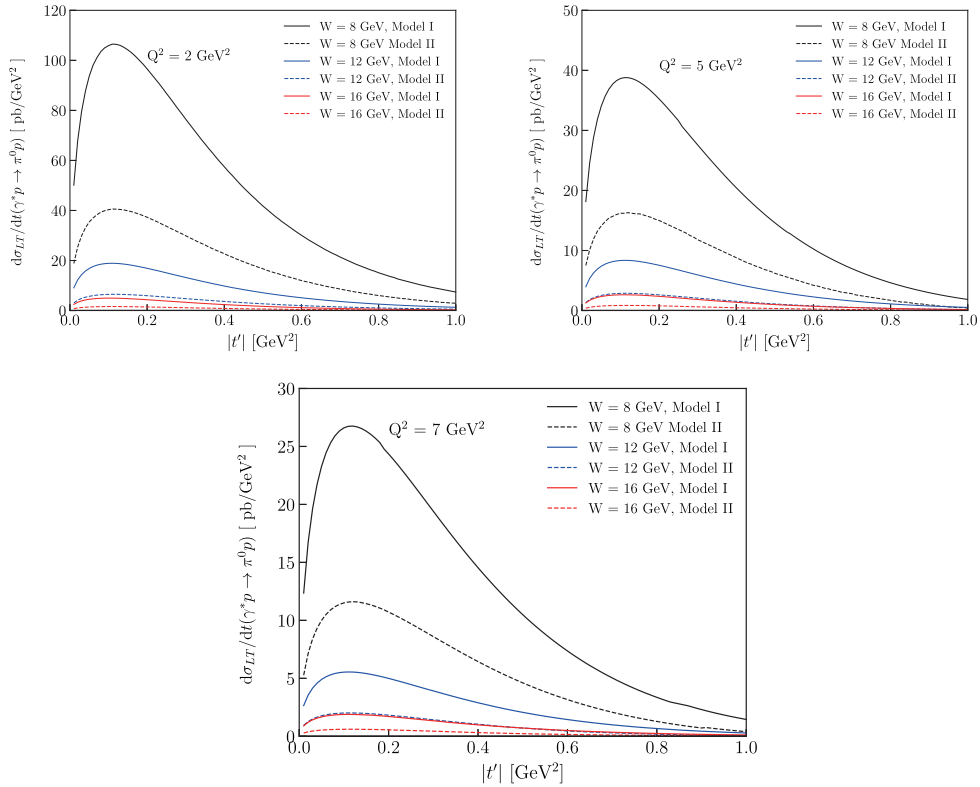 dσ_LT/dt(γ*p → π⁰p) [ pb/GeV² ]
120
100
80
60
40
20
0
Q² = 2 GeV²
W = 8 GeV, Model I
W = 8 GeV Model II
W = 12 GeV, Model I
W = 12 GeV, Model II
W = 16 GeV, Model I
W = 16 GeV, Model II
0.0 0.2 0.4 0.6 0.8 1.0
|t′| [GeV²]
dσ_LT/dt(γ*p → π⁰p) [ pb/GeV² ]
50
40
30
20
10
0
Q² = 5 GeV²
W = 8 GeV, Model I
W = 8 GeV Model II
W = 12 GeV, Model I
W = 12 GeV, Model II
W = 16 GeV, Model I
W = 16 GeV, Model II
0.0 0.2 0.4 0.6 0.8 1.0
|t′| [GeV²]
dσ_LT/dt(γ*p → π⁰p) [ pb/GeV² ]
30
25
20
15
10
5
0
Q² = 7 GeV²
W = 8 GeV, Model I
W = 8 GeV Model II
W = 12 GeV, Model I
W = 12 GeV, Model II
W = 16 GeV, Model I
W = 16 GeV, Model II
0.0 0.2 0.4 0.6 0.8 1.0
|t′| [GeV²]